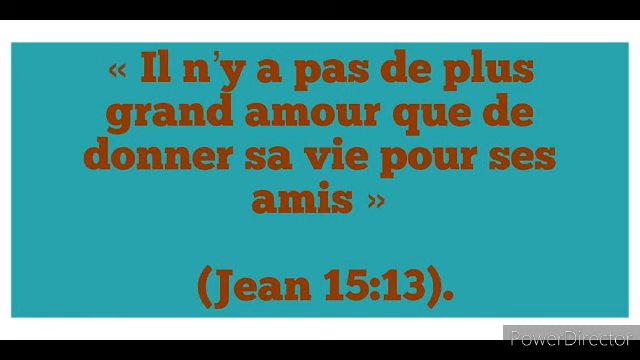 « Il n’y a pas de plus
grand amour que de
donner sa vie pour ses
amis »
(Jean 15:13).
PowerDirector